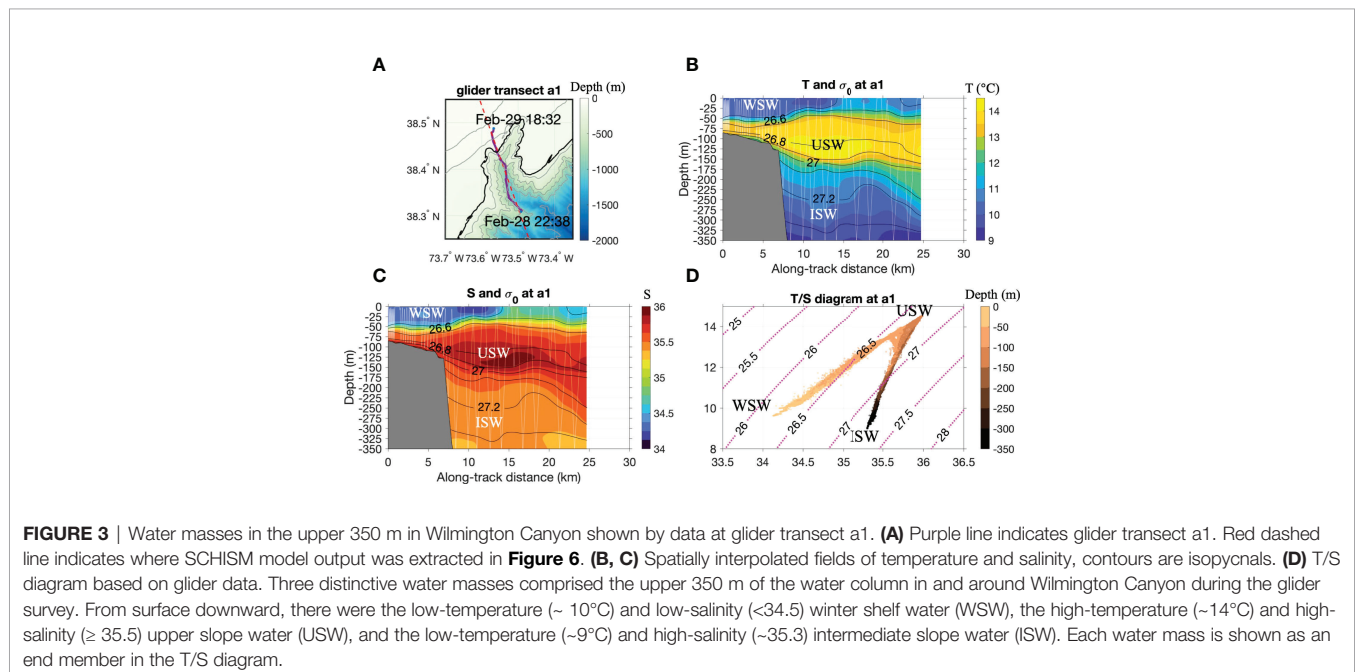 A
glider transect a1
Depth (m)
0
-500
-1000
-1500
-2000
38.5° N
38.4° N
38.3° N
Feb-29 18:32
Feb-28 22:38
73.7° W 73.6° W 73.5° W 73.4° W
B
T and σ0 at a1
T (°C)
WSW
26.6
26.8
USW
27
27.2
ISW
0
-25
-50
-75
-100
-125
-150
-175
-200
-225
-250
-275
-300
-325
-350
Depth (m)
0 5 10 15 20 25 30
Along-track distance (km)
14
13
12
11
10
9
C
S and σ0 at a1
S
WSW
26.6
26.8
USW
27
27.2
ISW
0
-25
-50
-75
-100
-125
-150
-175
-200
-225
-250
-275
-300
-325
-350
Depth (m)
0 5 10 15 20 25 30
Along-track distance (km)
36
35.5
35
34.5
34
D
T/S diagram at a1
Depth (m)
USW
WSW
ISW
25
25.5
26
26.5
27
26
26.5
27
27.5
28
14
12
10
8
33.5 34 34.5 35 35.5 36 36.5
0
-50
-100
-150
-200
-250
-300
-350
FIGURE 3 | Water masses in the upper 350 m in Wilmington Canyon shown by data at glider transect a1. (A) Purple line indicates glider transect a1. Red dashed
line indicates where SCHISM model output was extracted in Figure 6. (B, C) Spatially interpolated fields of temperature and salinity, contours are isopycnals. (D) T/S
diagram based on glider data. Three distinctive water masses comprised the upper 350 m of the water column in and around Wilmington Canyon during the glider
survey. From surface downward, there were the low-temperature (~ 10°C) and low-salinity (<34.5) winter shelf water (WSW), the high-temperature (~14°C) and high-
salinity (≥ 35.5) upper slope water (USW), and the low-temperature (~9°C) and high-salinity (~35.3) intermediate slope water (ISW). Each water mass is shown as an
end member in the T/S diagram.